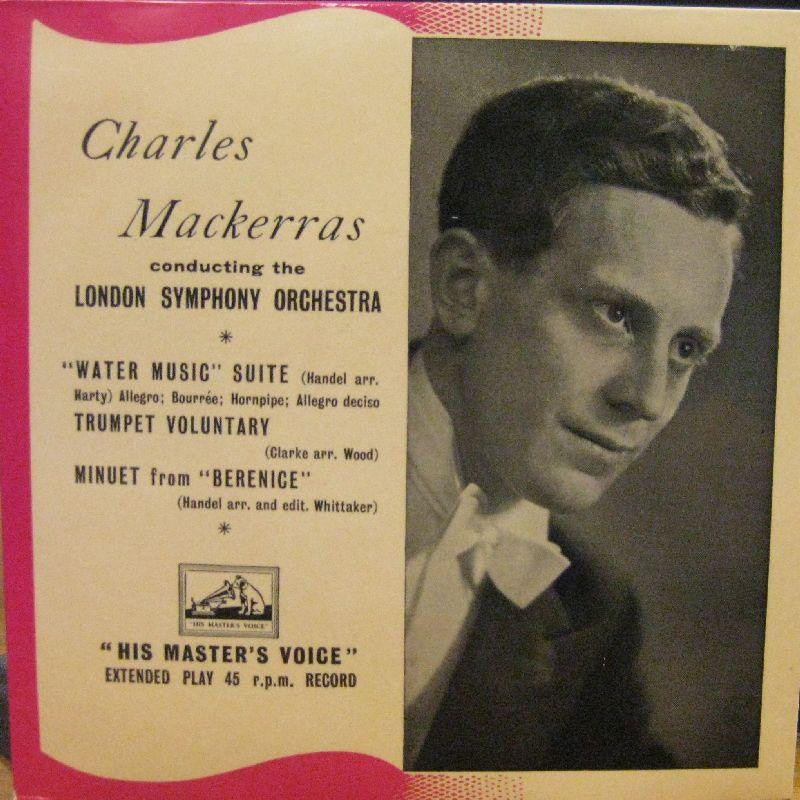 Charles
Mackerras
conducting the
LONDON SYMPHONY ORCHESTRA
*
"WATER MUSIC" SUITE (Handel arr.
Harty) Allegro; Bourrée; Hornpipe; Allegro deciso
TRUMPET VOLUNTARY
(Clarke arr. Wood)
MINUET from "BERENICE"
(Handel arr. and edit. Whittaker)
*
"HIS MASTER'S VOICE"
"HIS MASTER'S VOICE"
EXTENDED PLAY 45 r.p.m. RECORD